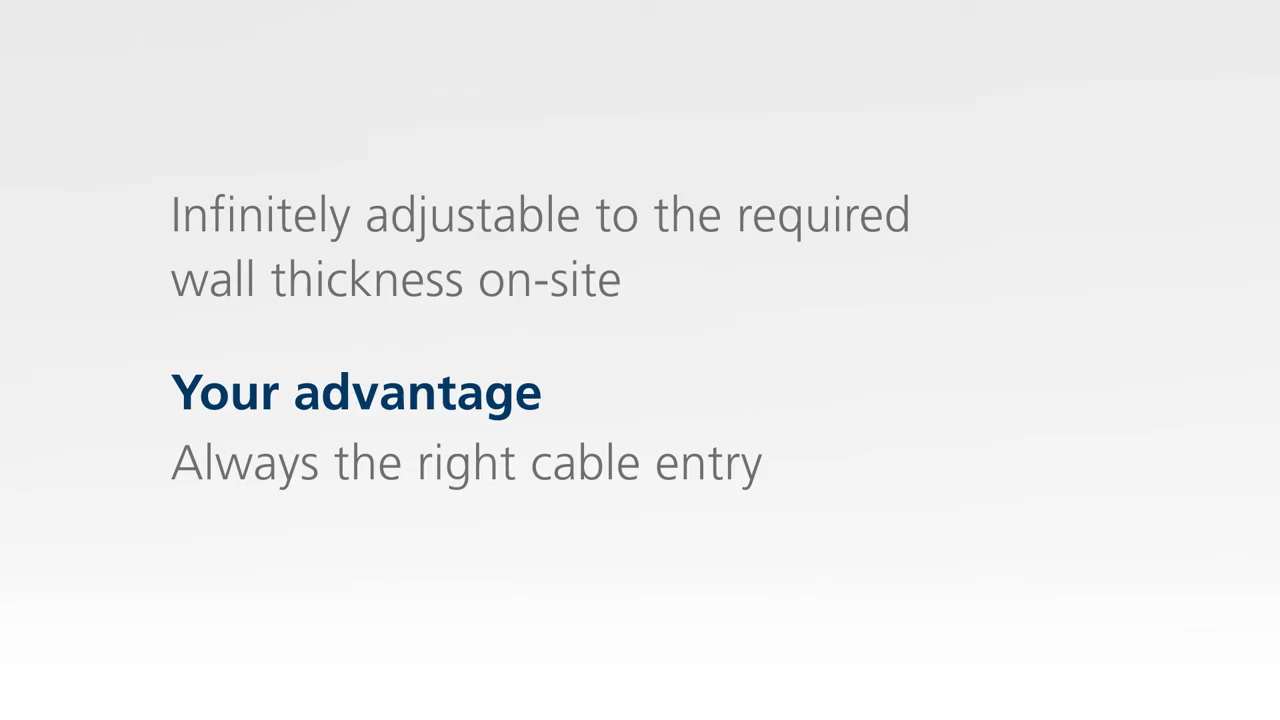 Infinitely adjustable to the required
wall thickness on-site
Your advantage
Always the right cable entry